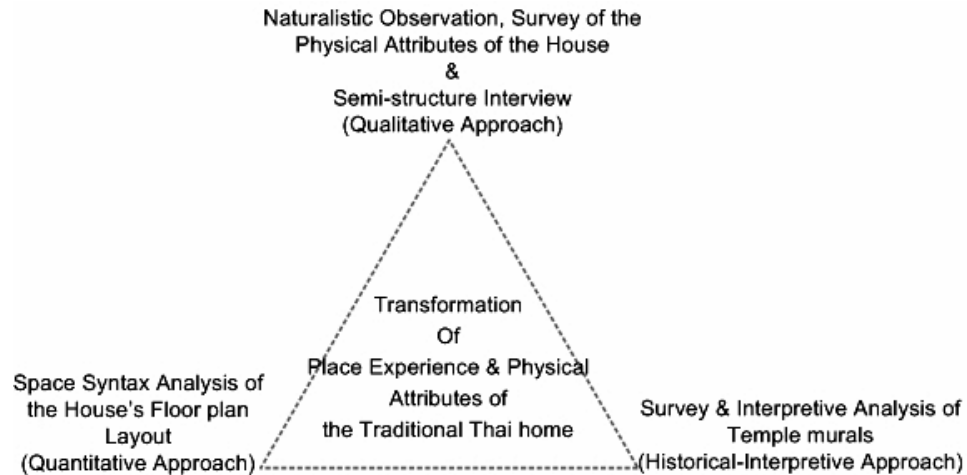 Naturalistic Observation, Survey of the
Physical Attributes of the House
&
Semi-structure Interview
(Qualitative Approach)
Transformation
Of
Place Experience & Physical
Attributes of
the Traditional Thai home
Space Syntax Analysis of
the House's Floor plan
Layout
(Quantitative Approach)
Survey & Interpretive Analysis of
Temple murals
(Historical-Interpretive Approach)